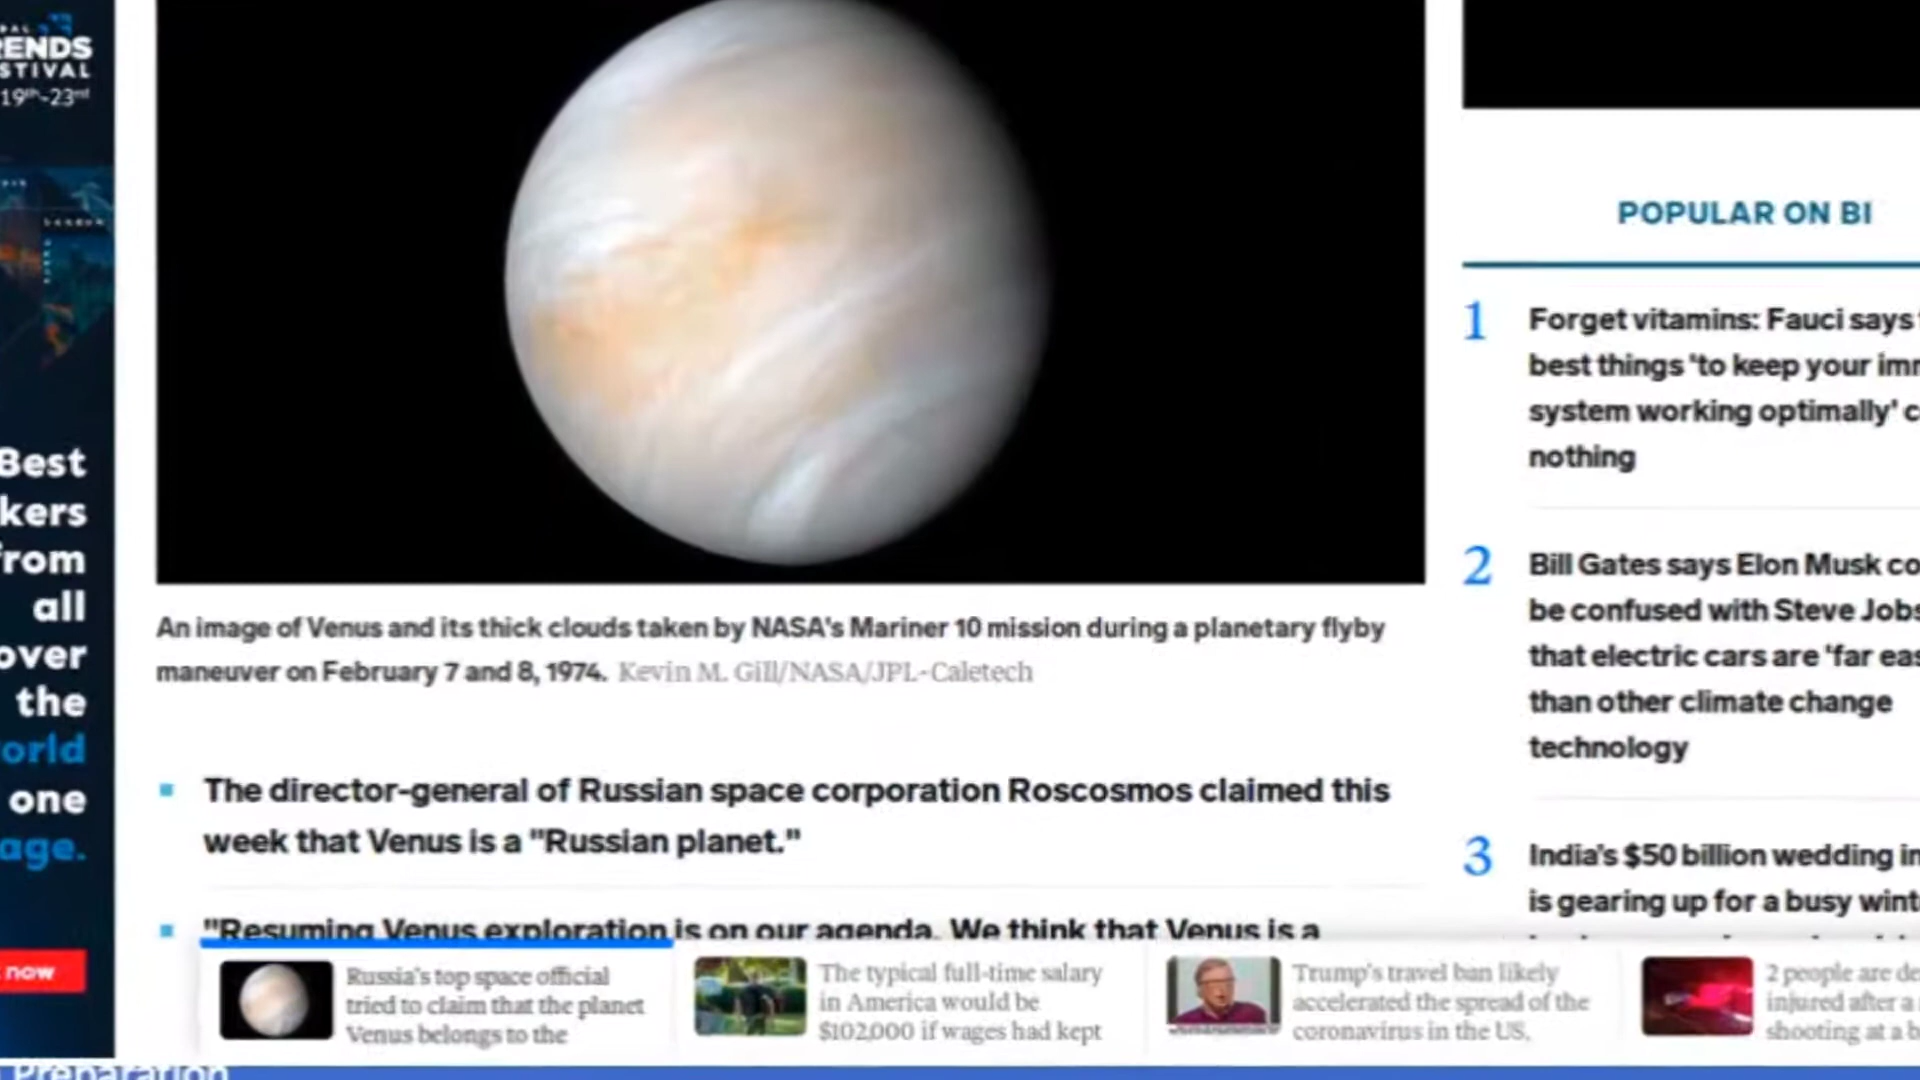 ENDS
STIVAL
19th-23rd
LONDON
Best
kers
from
all
over
the
orld
one
age.
now
An image of Venus and its thick clouds taken by NASA's Mariner 10 mission during a planetary flyby
maneuver on February 7 and 8, 1974. Kevin M. Gill/NASA/JPL-Caletech
▪ The director-general of Russian space corporation Roscosmos claimed this
week that Venus is a "Russian planet."
▪ "Resuming Venus exploration is on our agenda. We think that Venus is a
POPULAR ON BI
1 Forget vitamins: Fauci says
best things 'to keep your imm
system working optimally' c
nothing
2 Bill Gates says Elon Musk co
be confused with Steve Jobs
that electric cars are 'far eas
than other climate change
technology
3 India's $50 billion wedding in
is gearing up for a busy wint
Russia's top space official
tried to claim that the planet
Venus belongs to the
The typical full-time salary
in America would be
$102,000 if wages had kept
Trump's travel ban likely
accelerated the spread of the
coronavirus in the US,
2 people are de
injured after a
shooting at a b
Preparation